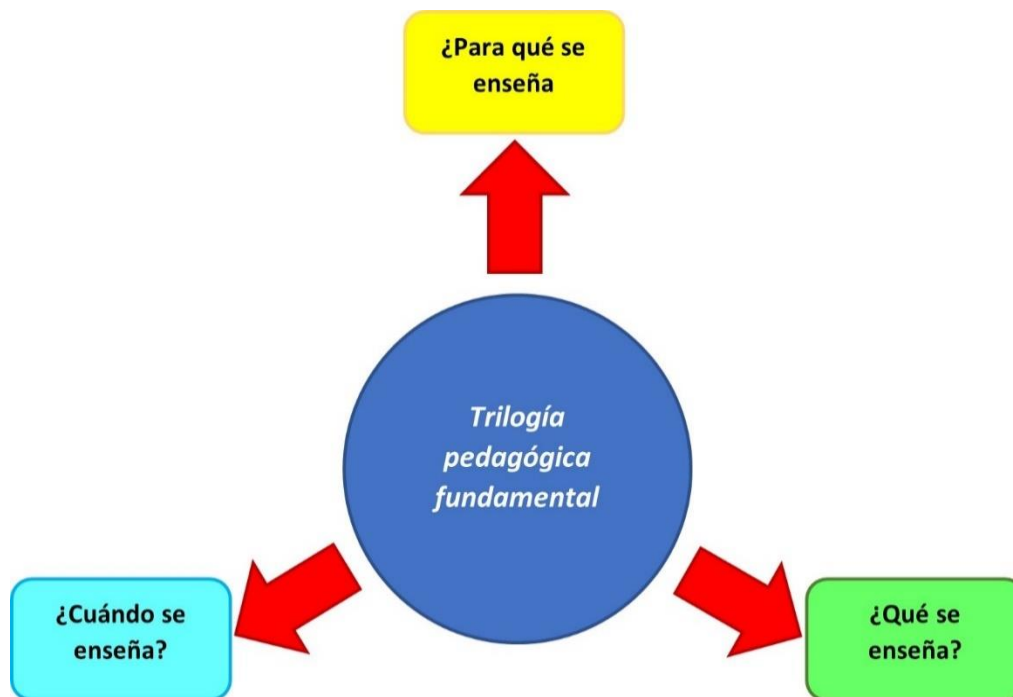 ¿Para qué se
enseña
Trilogía
pedagógica
fundamental
¿Cuándo se
enseña?
¿Qué se
enseña?